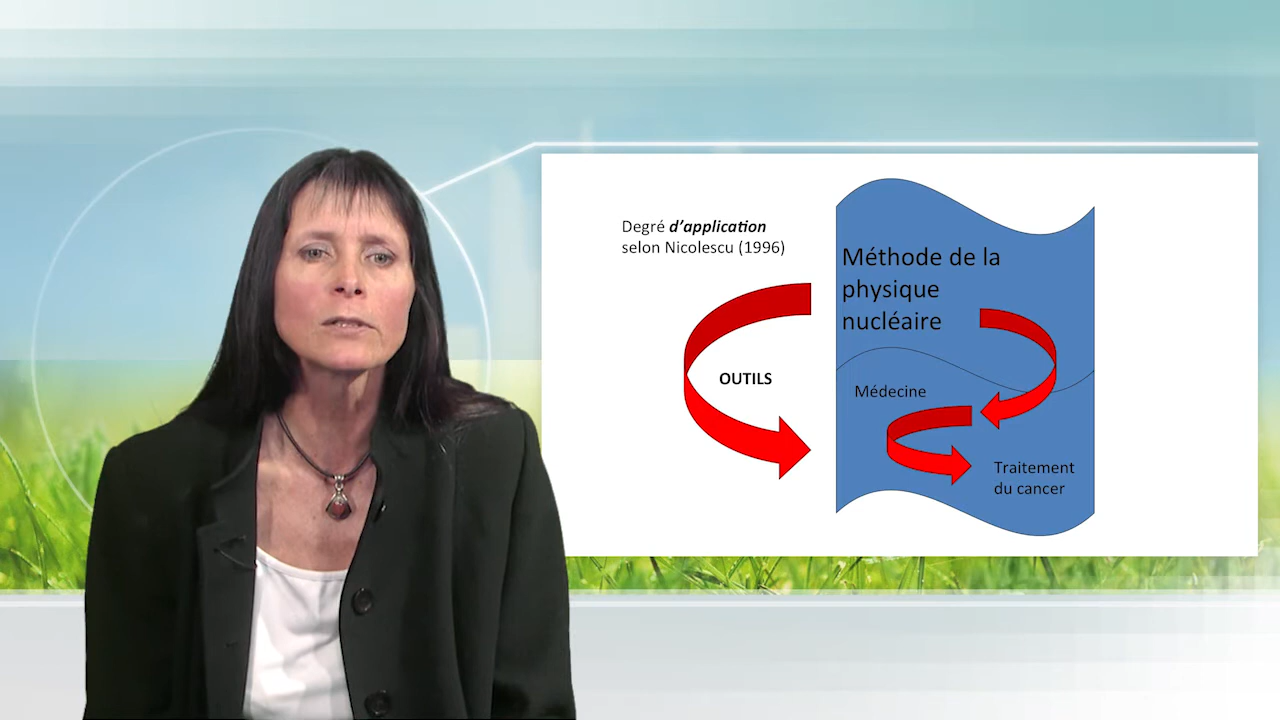 Degré d'application
selon Nicolescu (1996)
Méthode de la
physique
nucléaire
OUTILS
Médecine
Traitement
du cancer